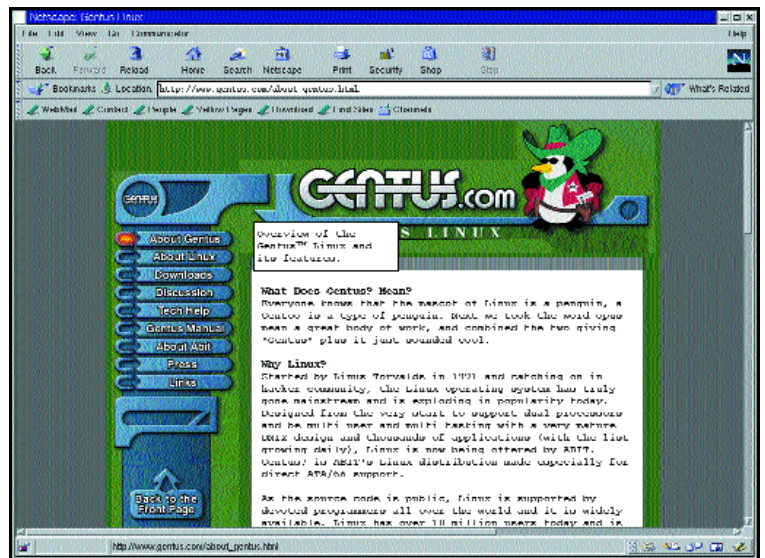 Netscape: Gentus Linux
File Edit View Go Communicator Help
Back Forward Reload Home Search Netscape Print Security Shop Stop
Bookmarks Location: http://www.gentus.com/about_gentus.html What's Related
WebMail Contact People Yellow Pages Download Find Sites Channels
GENTUS
GENTUS.com
S LINUX
Overview of the
Gentus™ Linux and
its features.
About Gentus
About Linux
Downloads
Discussion
Tech Help
Gentus Manual
About Abit
Press
Links
Back to the
Front Page
What Does Gentus? Mean?
Everyone knows that the mascot of Linux is a penguin, a
Gentoo is a type of penguin. Next we took the word opus
mean a great body of work, and combined the two giving
"Gentus" plus it just sounded cool.
Why Linux?
Started by Linus Torvalds in 1991 and catching on in
hacker community, the Linux operating system has truly
gone mainstream and is exploding in popularity today.
Designed from the very start to support dual processors
and be multi user and multi tasking with a very mature
UNIX design and thousands of applications (with the list
growing daily), Linux is now being offered by ABIT.
Gentus? is ABIT's Linux distribution made especially for
direct ATA/66 support.
As the source code is public, Linux is supported by
devoted programmers all over the world and it is widely
available. Linux has over 10 million users today and is
http://www.gentus.com/about_gentus.html